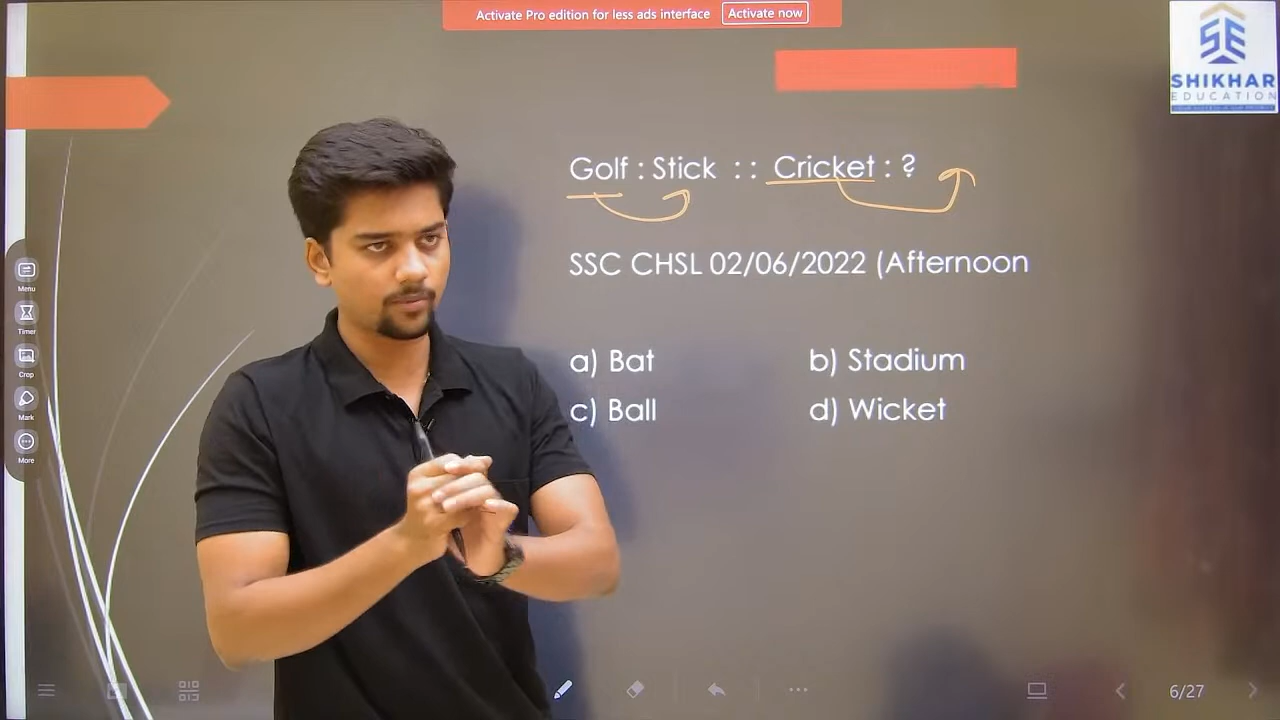 Activate Pro edition for less ads interface Activate now
SE
SHIKHAR
EDUCATION
Golf : Stick : : Cricket : ?
SSC CHSL 02/06/2022 (Afternoon
a) Bat b) Stadium
c) Ball d) Wicket
Menu
Timer
Crop
Mark
More
6/27